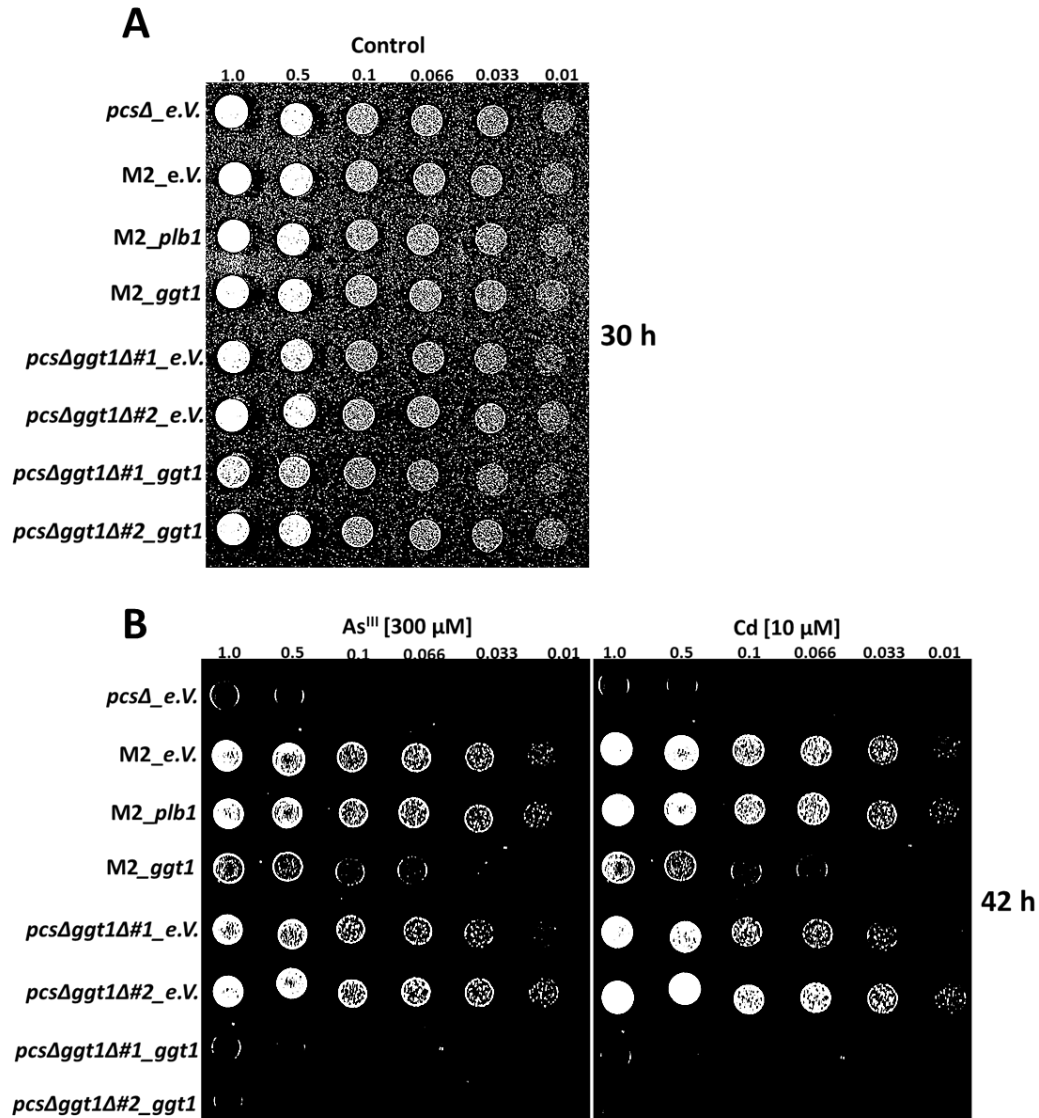 A
Control
1.0 0.5 0.1 0.066 0.033 0.01
pcsΔ_e.V.
M2_e.V.
M2_plb1
M2_ggt1
pcsΔggt1Δ#1_e.V.
pcsΔggt1Δ#2_e.V.
pcsΔggt1Δ#1_ggt1
pcsΔggt1Δ#2_ggt1
30 h
B
As^III [300 μM] Cd [10 μM]
1.0 0.5 0.1 0.066 0.033 0.01 1.0 0.5 0.1 0.066 0.033 0.01
pcsΔ_e.V.
M2_e.V.
M2_plb1
M2_ggt1
pcsΔggt1Δ#1_e.V.
pcsΔggt1Δ#2_e.V.
pcsΔggt1Δ#1_ggt1
pcsΔggt1Δ#2_ggt1
42 h